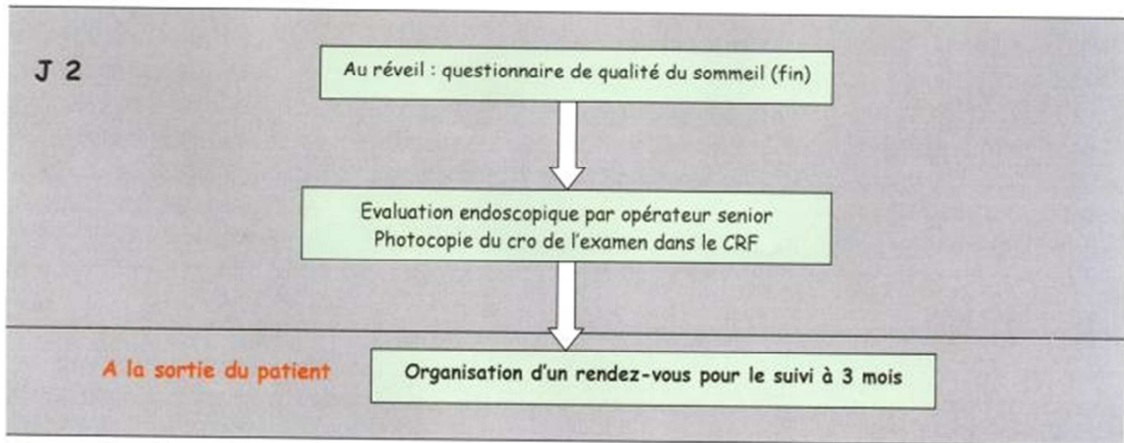 J 2
Au réveil : questionnaire de qualité du sommeil (fin)
Evaluation endoscopique par opérateur senior
Photocopie du cro de l'examen dans le CRF
A la sortie du patient
Organisation d'un rendez-vous pour le suivi à 3 mois